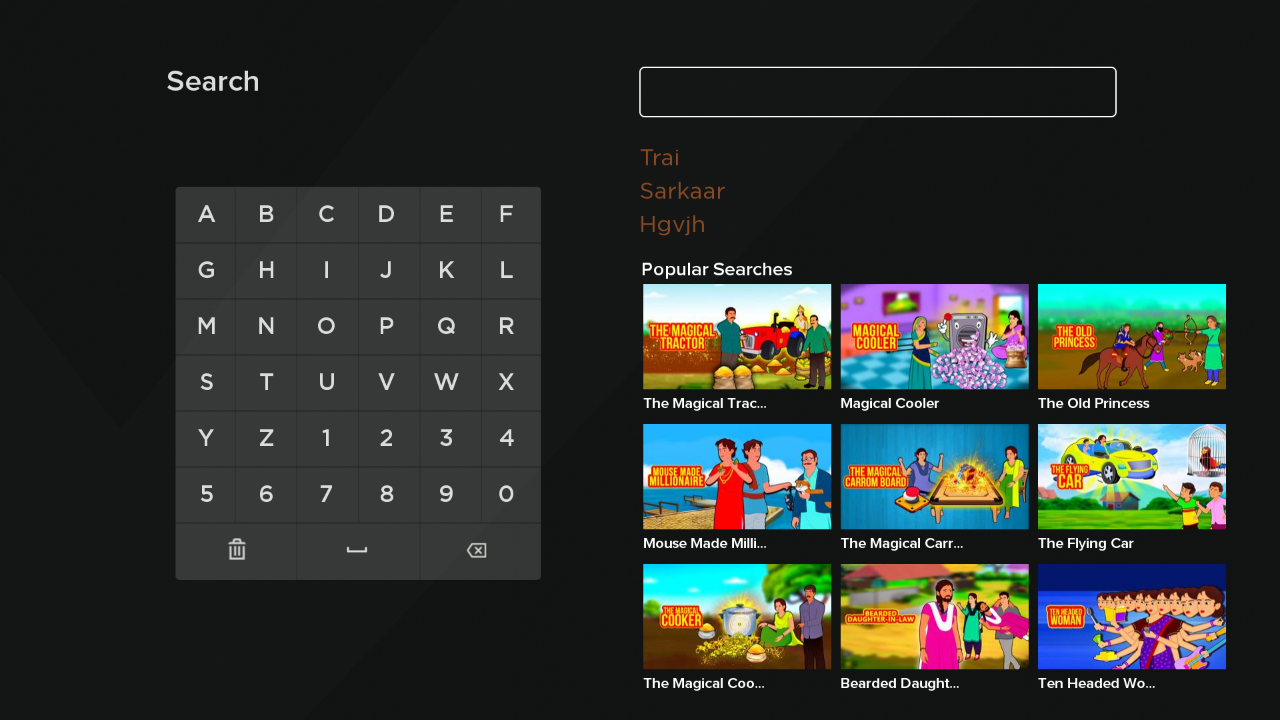 Search
A B C D E F
G H I J K L
M N O P Q R
S T U V W X
Y Z 1 2 3 4
5 6 7 8 9 0
Trai
Sarkaar
Hgvjh
Popular Searches
THE MAGICAL
TRACTOR
The Magical Trac...
MAGICAL
COOLER
Magical Cooler
THE OLD
PRINCESS
The Old Princess
MOUSE MADE
MILLIONAIRE
Mouse Made Milli...
THE MAGICAL
CARROM BOARD
The Magical Carr...
THE FLYING
CAR
The Flying Car
THE MAGICAL
COOKER
The Magical Coo...
BEARDED
DAUGHTER-IN-LAW
Bearded Daught...
TEN HEADED
WOMAN
Ten Headed Wo...